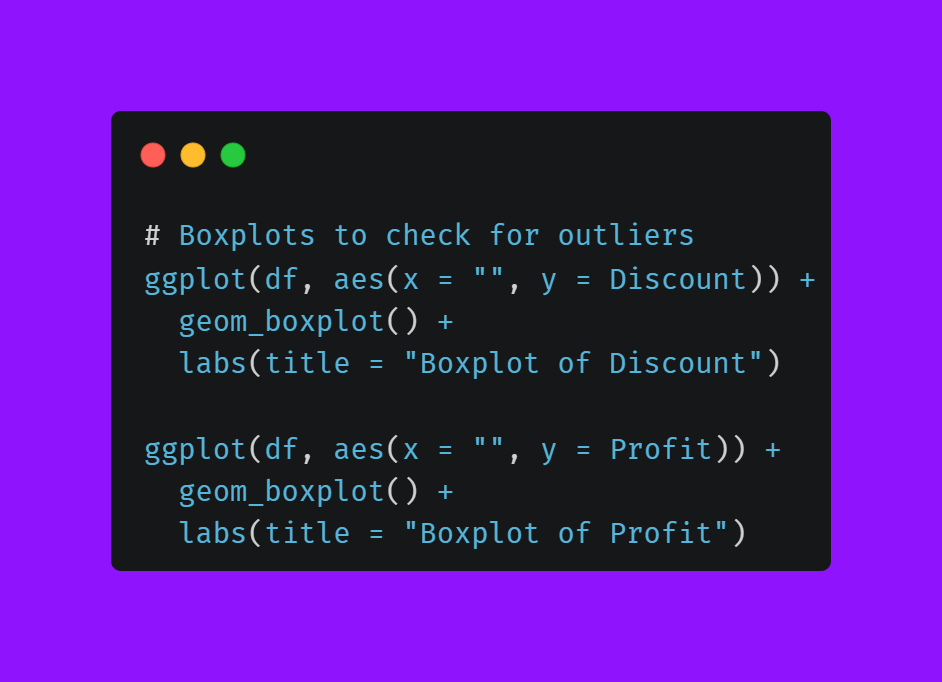 # Boxplots to check for outliers
ggplot(df, aes(x = "", y = Discount)) +
  geom_boxplot() +
  labs(title = "Boxplot of Discount")

ggplot(df, aes(x = "", y = Profit)) +
  geom_boxplot() +
  labs(title = "Boxplot of Profit")